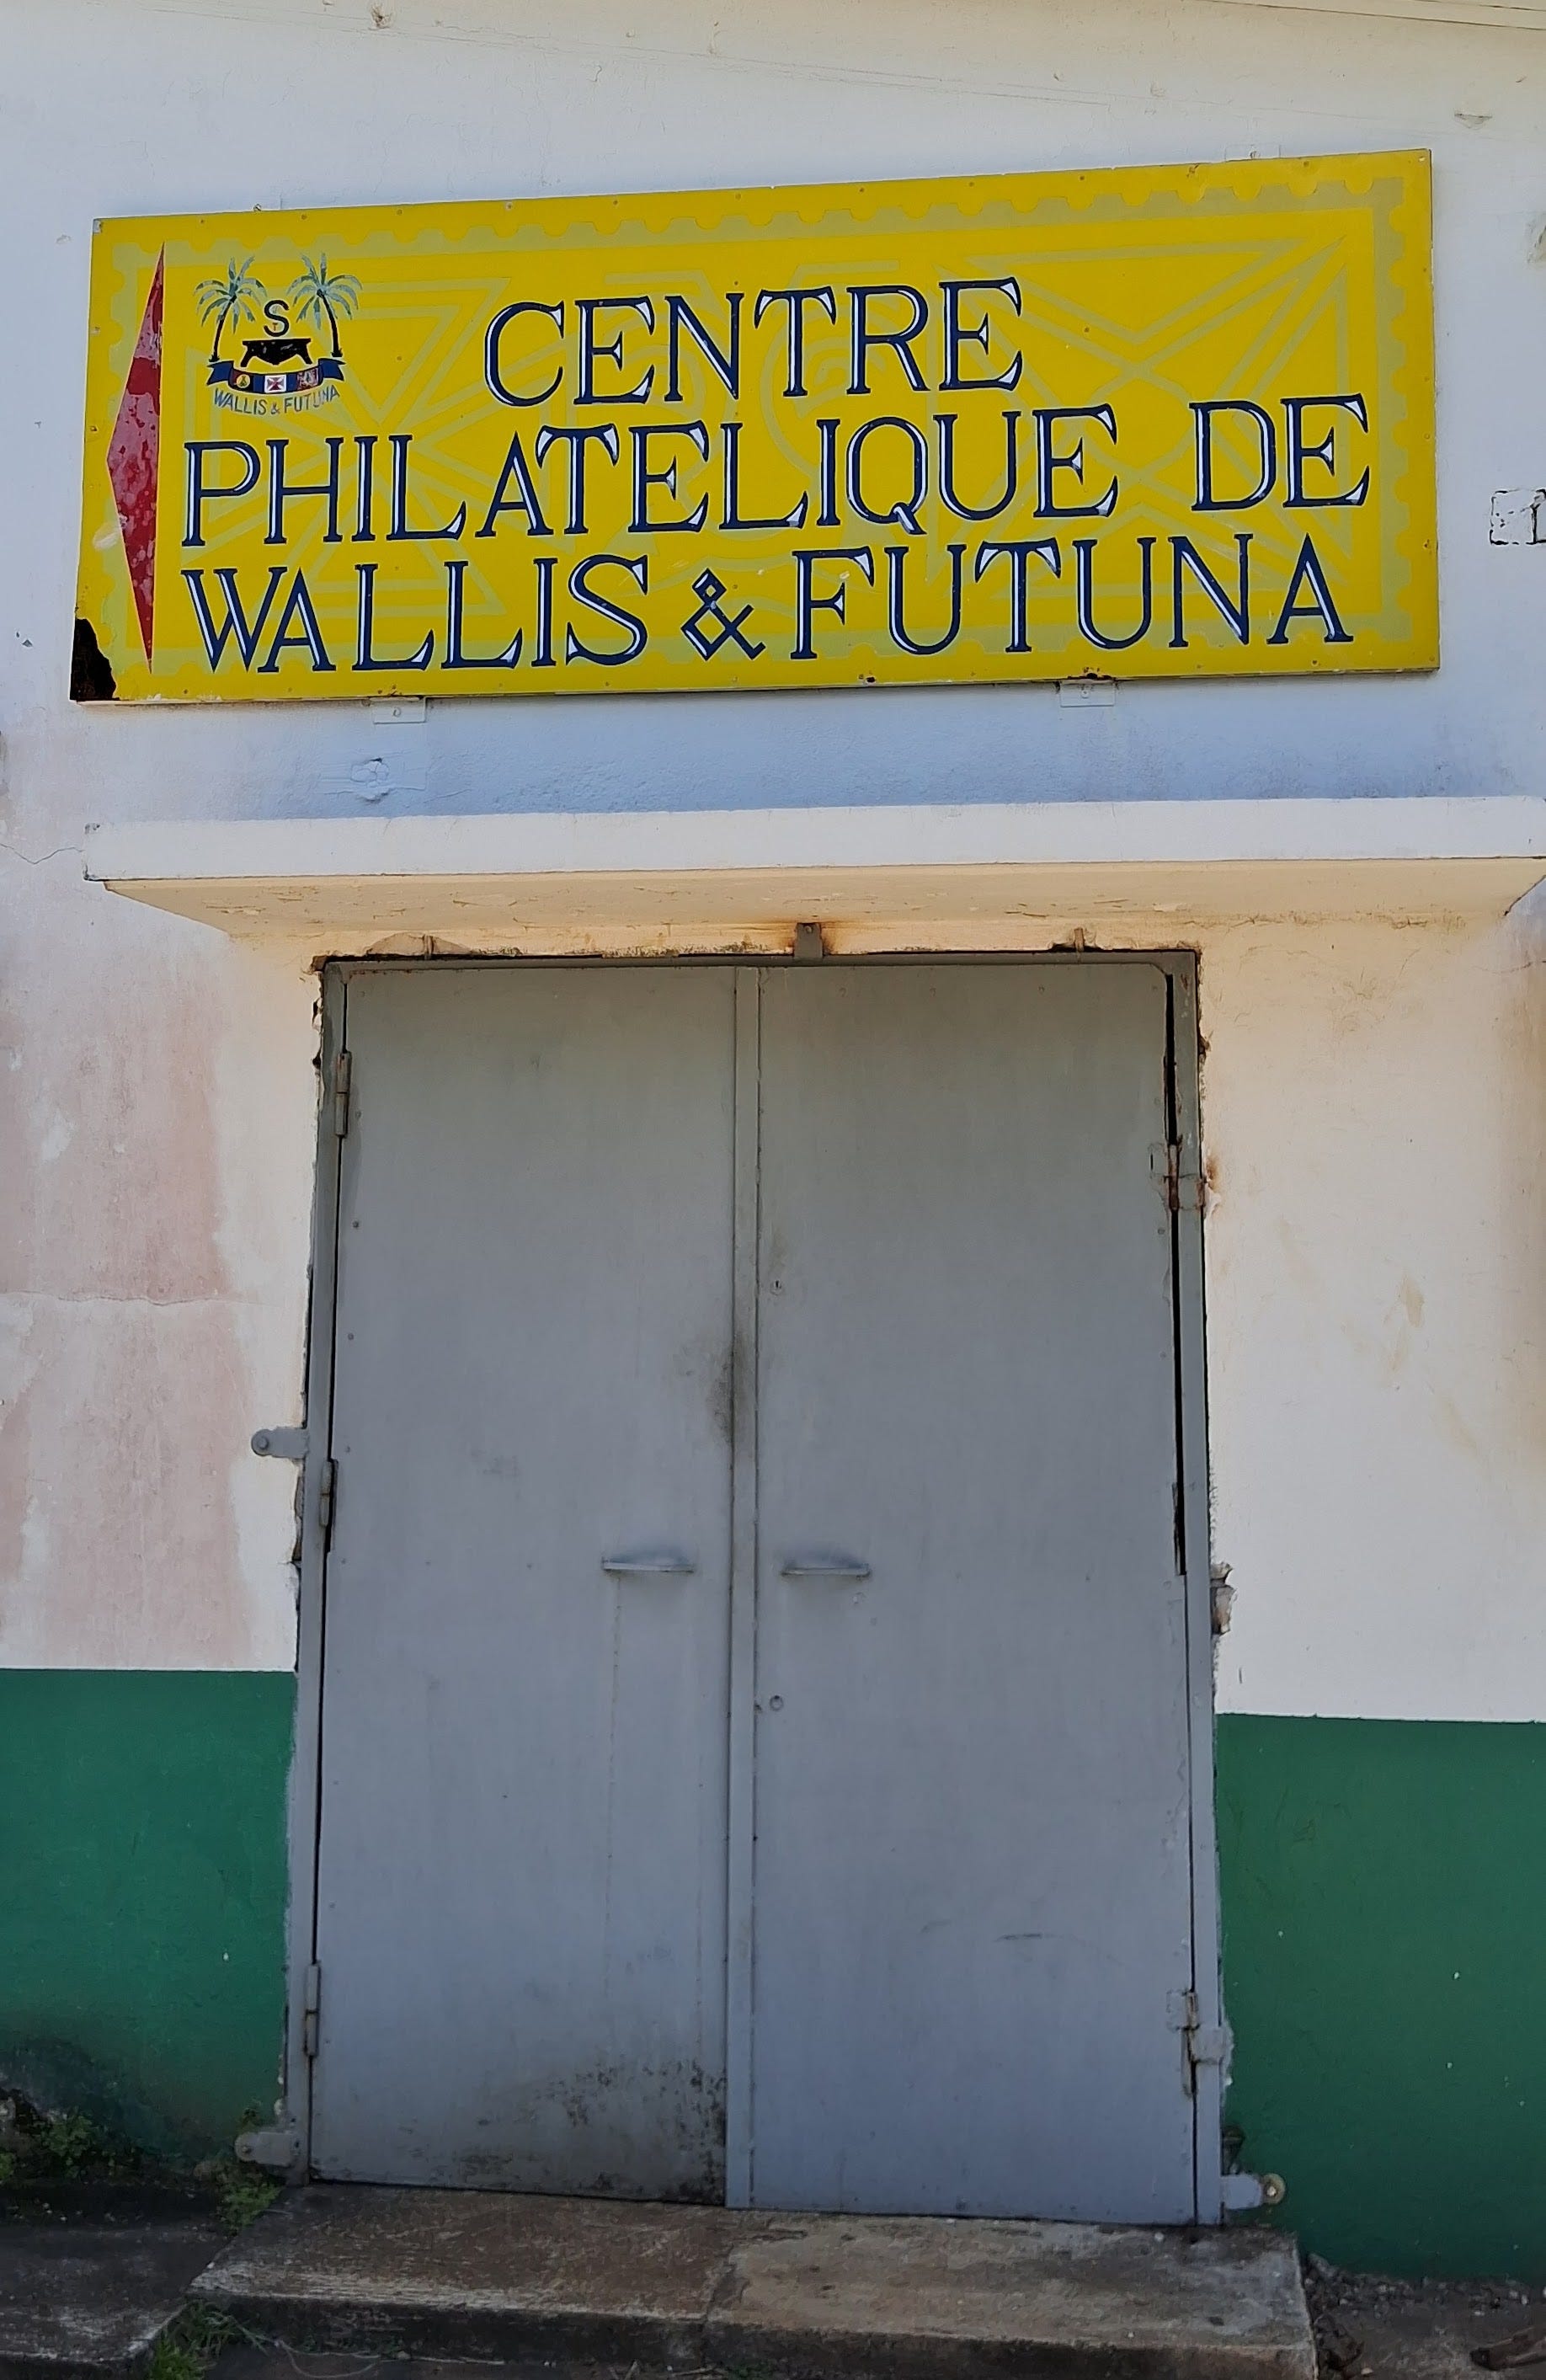 S
WALLIS & FUTUNA
CENTRE
PHILATELIQUE DE
WALLIS & FUTUNA